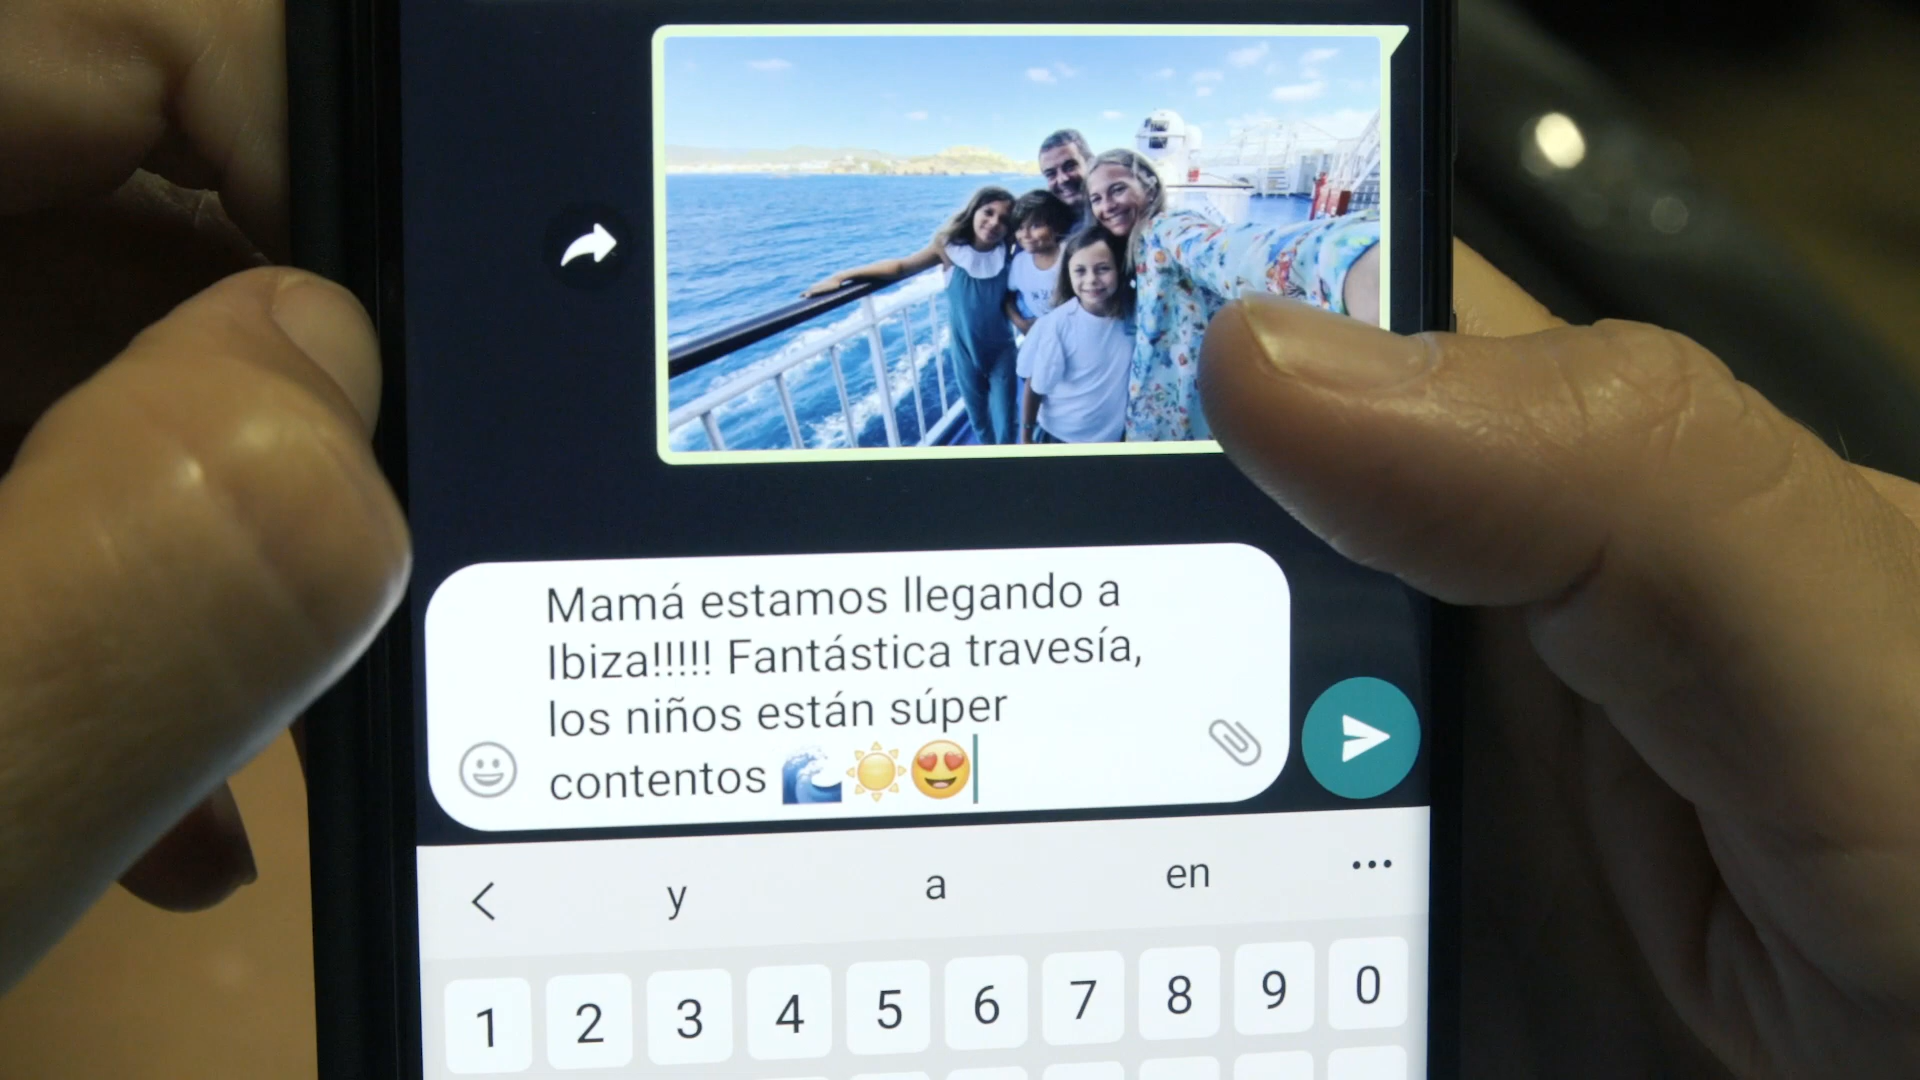 Mamá estamos llegando a
Ibiza!!!!! Fantástica travesía,
los niños están súper
contentos 🌊☀️😍
y a en
1 2 3 4 5 6 7 8 9 0